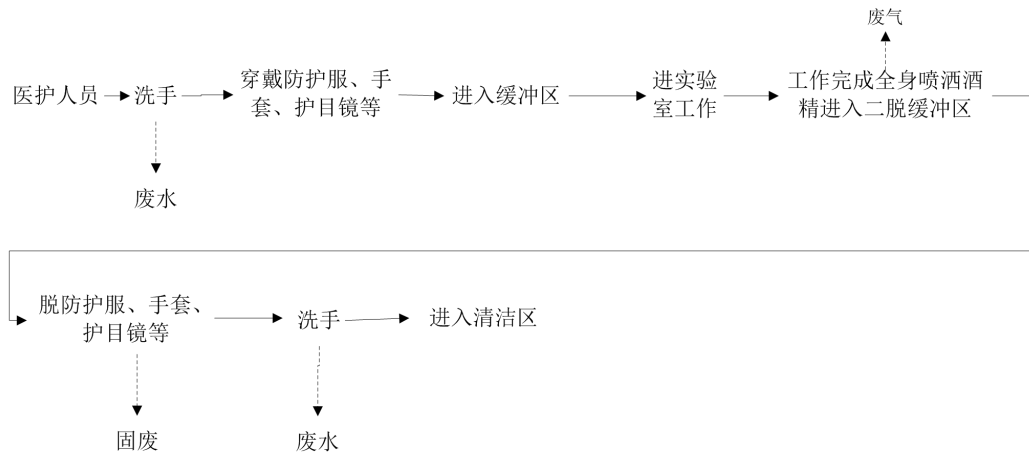 废气
医护人员
洗手
穿戴防护服、手
套、护目镜等
进入缓冲区
进实验
室工作
工作完成全身喷洒酒
精进入二脱缓冲区
废水
脱防护服、手套、
护目镜等
洗手
进入清洁区
固废
废水